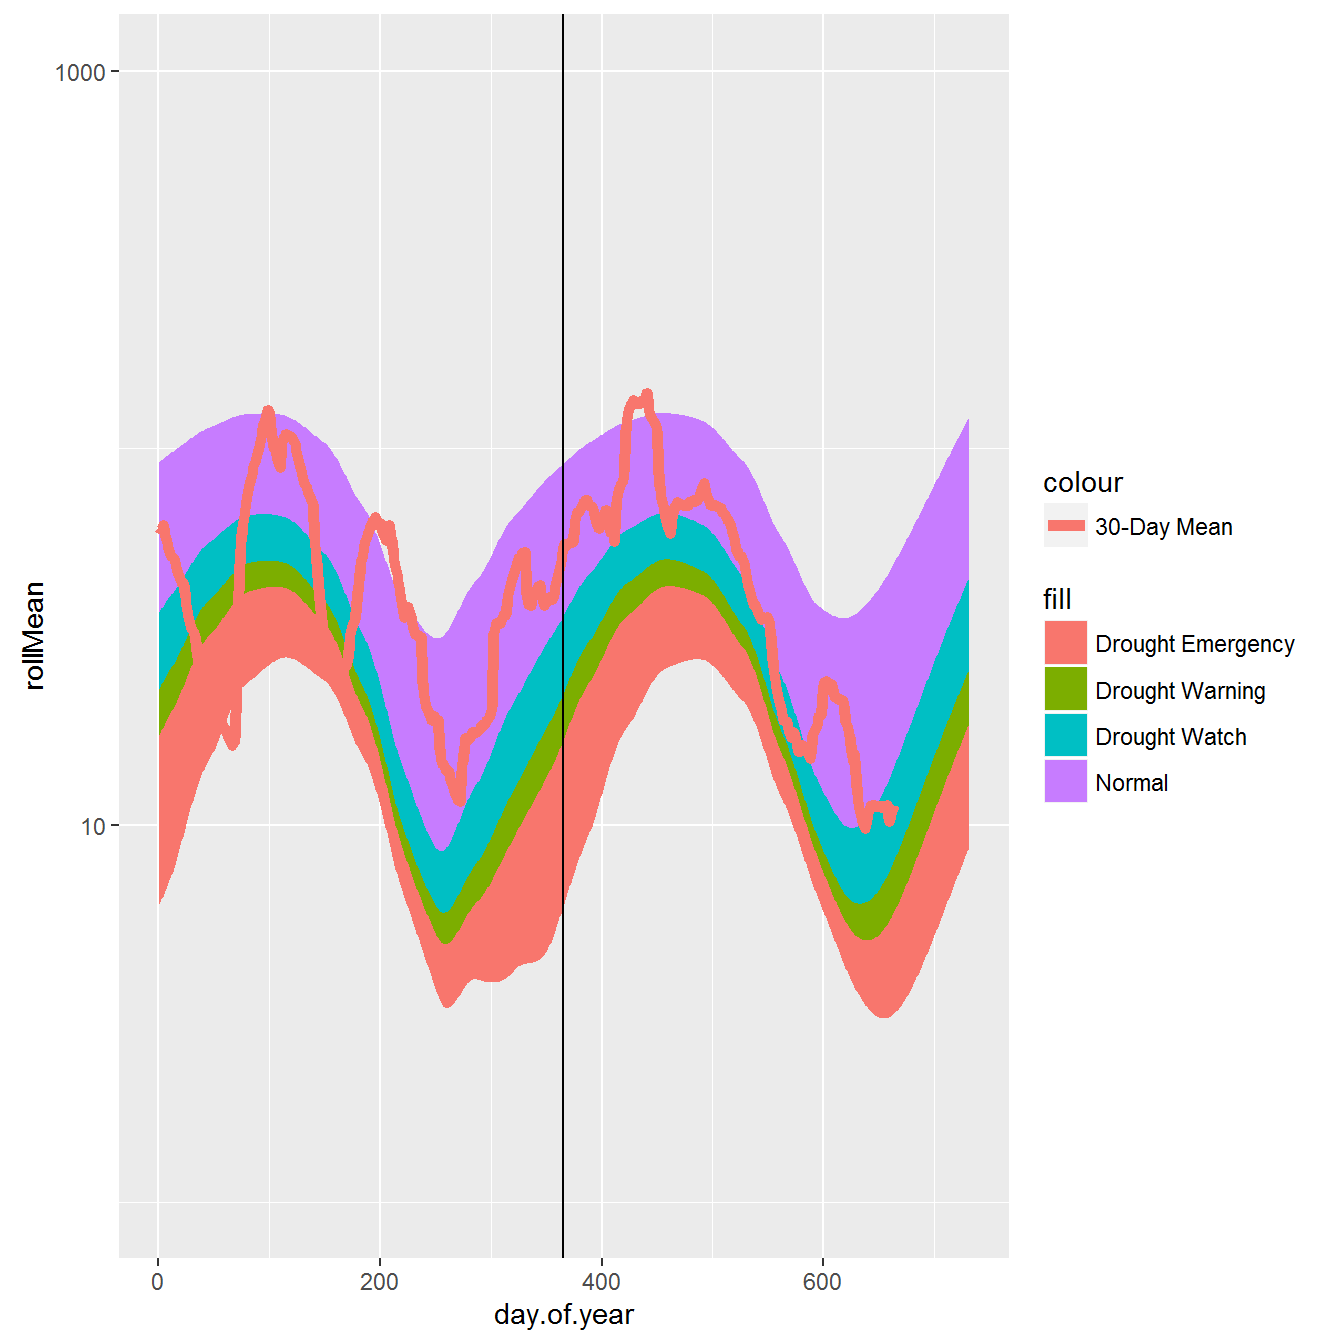 1000
10
rollMean
0
200
400
600
day.of.year
colour
30-Day Mean
fill
Drought Emergency
Drought Warning
Drought Watch
Normal